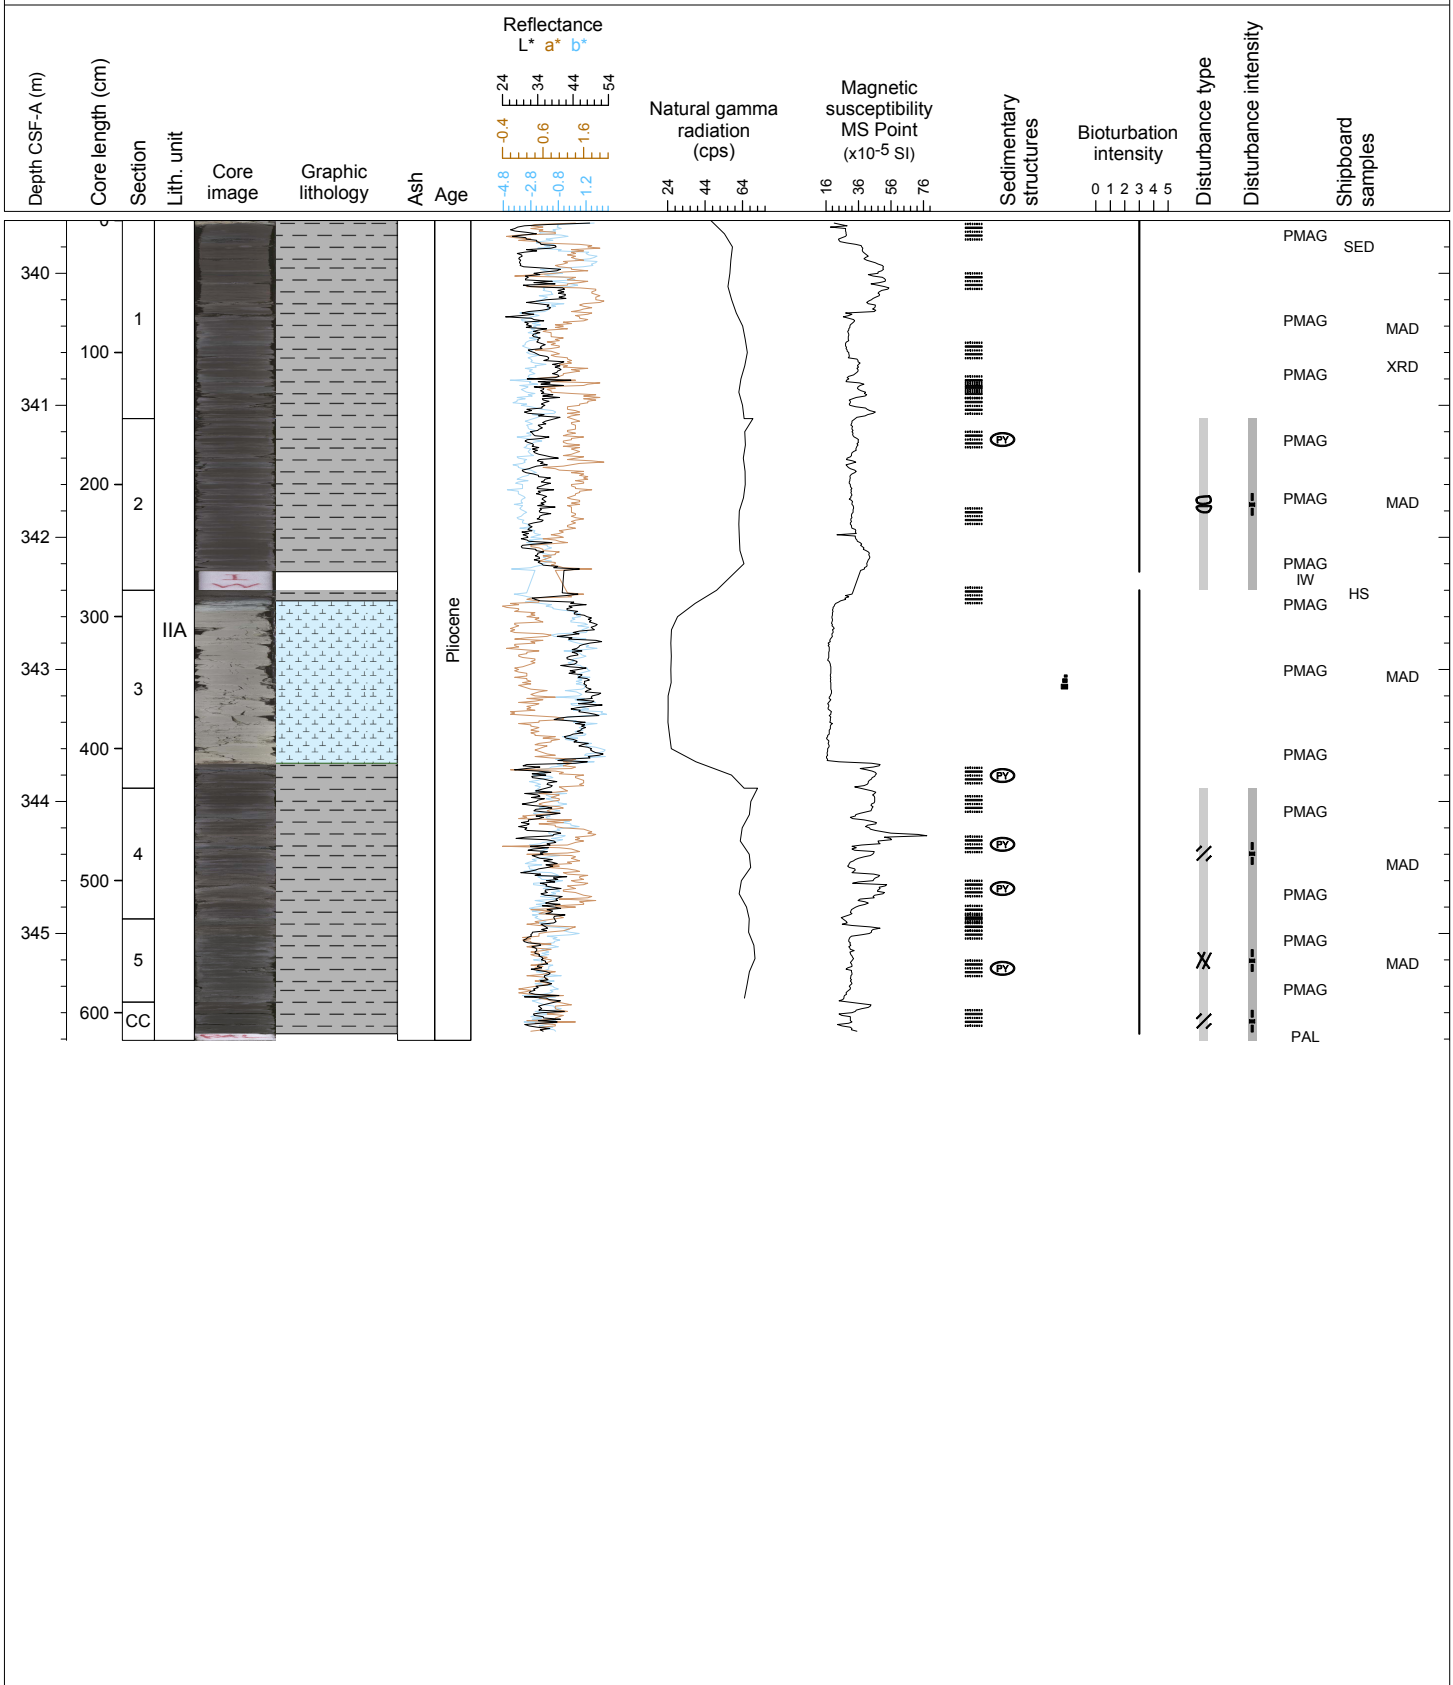 Depth CSF-A (m)
Core length (cm)
Section
Lith. unit
Core
image
Graphic
lithology
Ash
Age
Reflectance
L* a* b*
24 34 44 54
-0.4 0.6 1.6
-4.8 -2.8 -0.8 1.2
Natural gamma
radiation
(cps)
24 44 64
Magnetic
susceptibility
MS Point
(x10-5 SI)
16 36 56 76
Sedimentary
structures
Bioturbation
intensity
0 1 2 3 4 5
Disturbance type
Disturbance intensity
Shipboard
samples
0
PMAG
SED
340
1
PMAG
MAD
100
XRD
PMAG
341
PY
PMAG
200
2
PMAG
MAD
342
PMAG
IW
HS
300
PMAG
IIA
Pliocene
343
3
PMAG
MAD
400
PMAG
PY
344
PMAG
PY
4
MAD
500
PY
PMAG
345
PMAG
5
PY
MAD
PMAG
600
CC
PAL